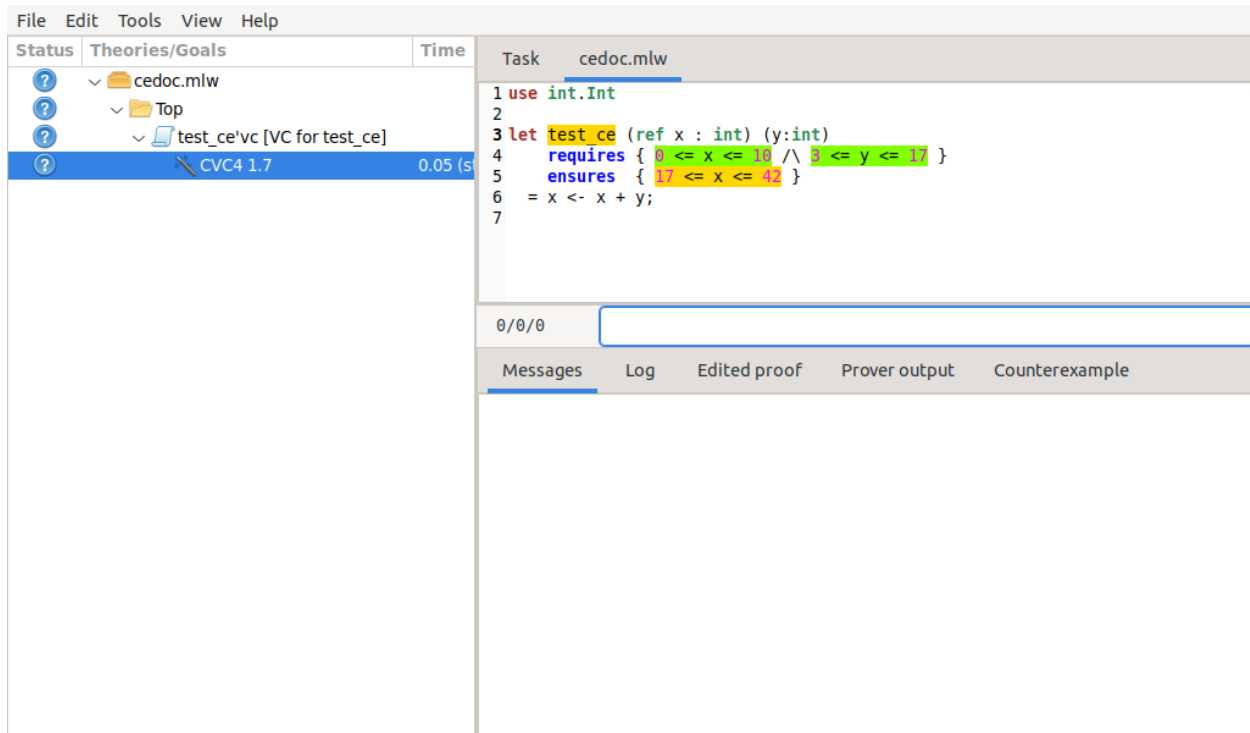 File Edit Tools View Help
Status Theories/Goals Time
cedoc.mlw
Top
test_ce'vc [VC for test_ce]
CVC4 1.7 0.05 (st
Task cedoc.mlw
1 use int.Int
2
3 let test_ce (ref x : int) (y:int)
4 requires { 0 <= x <= 10 /\ 3 <= y <= 17 }
5 ensures { 17 <= x <= 42 }
6 = x <- x + y;
7
0/0/0
Messages Log Edited proof Prover output Counterexample